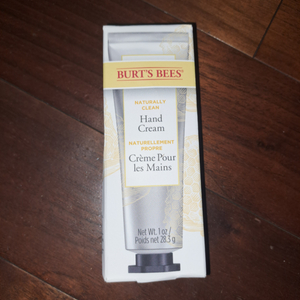 BURT'S BEES®
NATURALLY
CLEAN
Hand
Cream
NATURELLEMENT
PROPRE
Crème Pour
les Mains
Net Wt. 1 oz /
Poids net 28.3 g